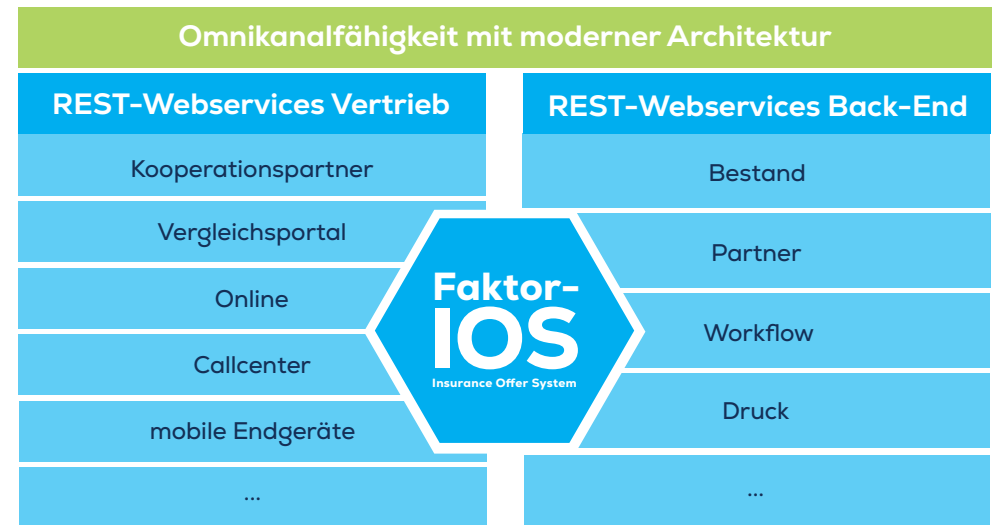 Omnikanalfähigkeit mit moderner Architektur
REST-Webservices Vertrieb
Kooperationspartner
Vergleichsportal
Online
Callcenter
mobile Endgeräte
...
Faktor-
IOS
Insurance Offer System
REST-Webservices Back-End
Bestand
Partner
Workflow
Druck
...